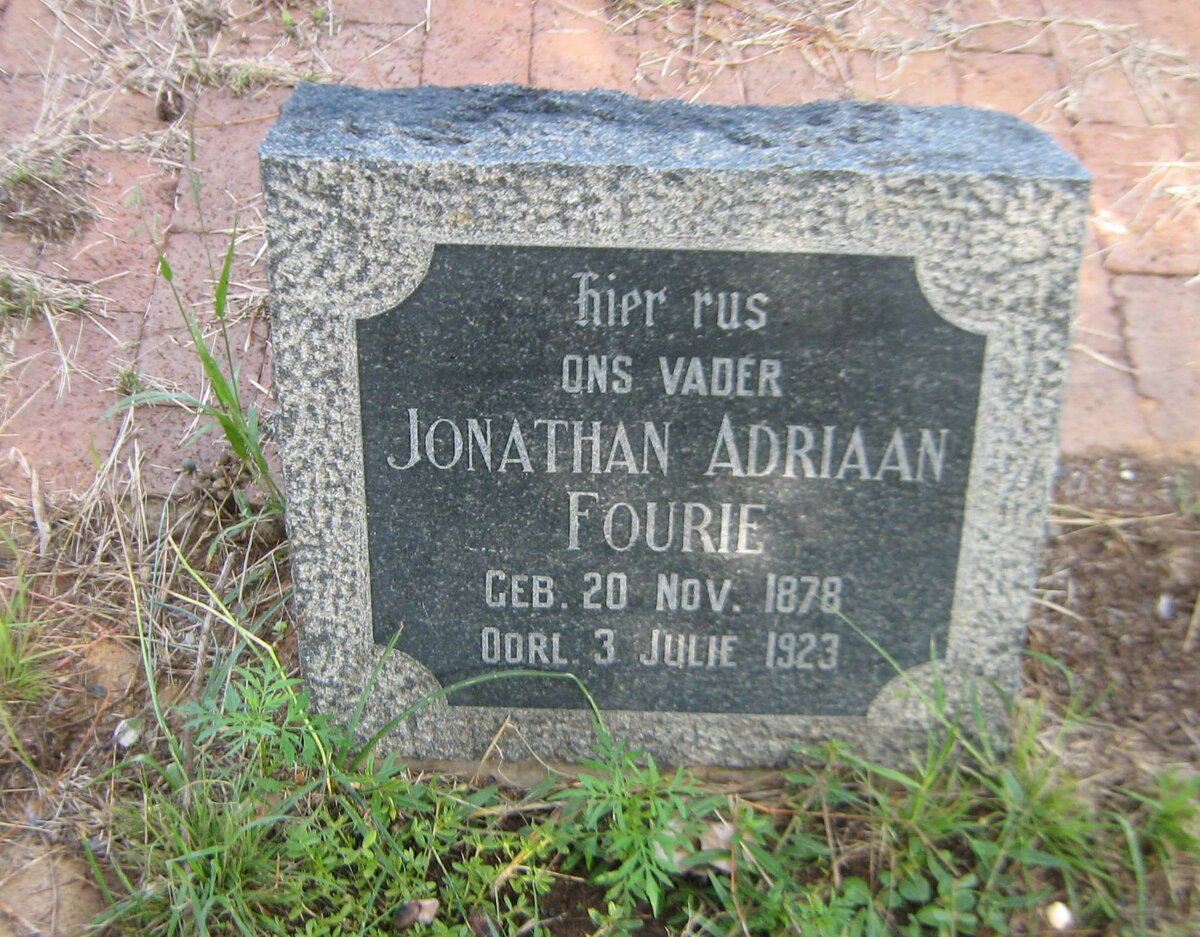 Hier rus
ONS VADER
JONATHAN ADRIAAN
FOURIE
GEB. 20 NOV. 1878
OORL. 3 JULIE 1923